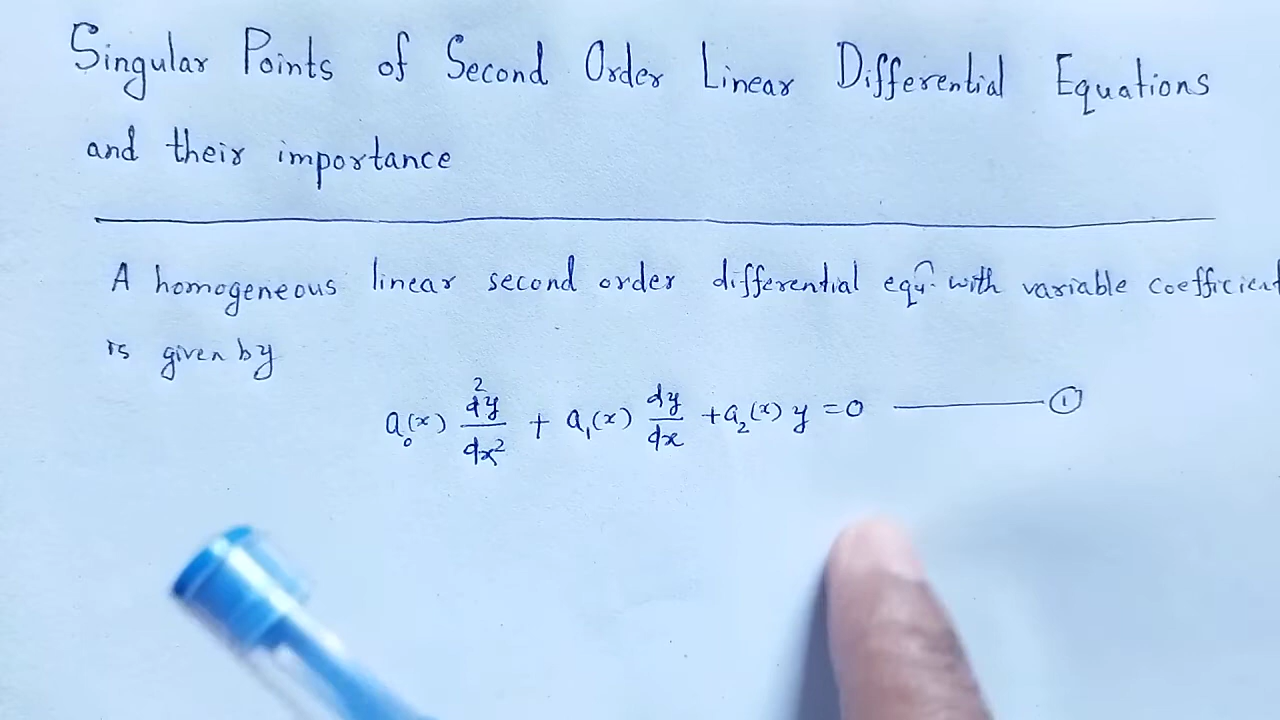 Singular Points of Second Order Linear Differential Equations
and their importance
A homogeneous linear second order differential eqn. with variable coefficient
is given by
a₀(x) d²y/dx² + a₁(x) dy/dx + a₂(x) y = 0 ——— ①